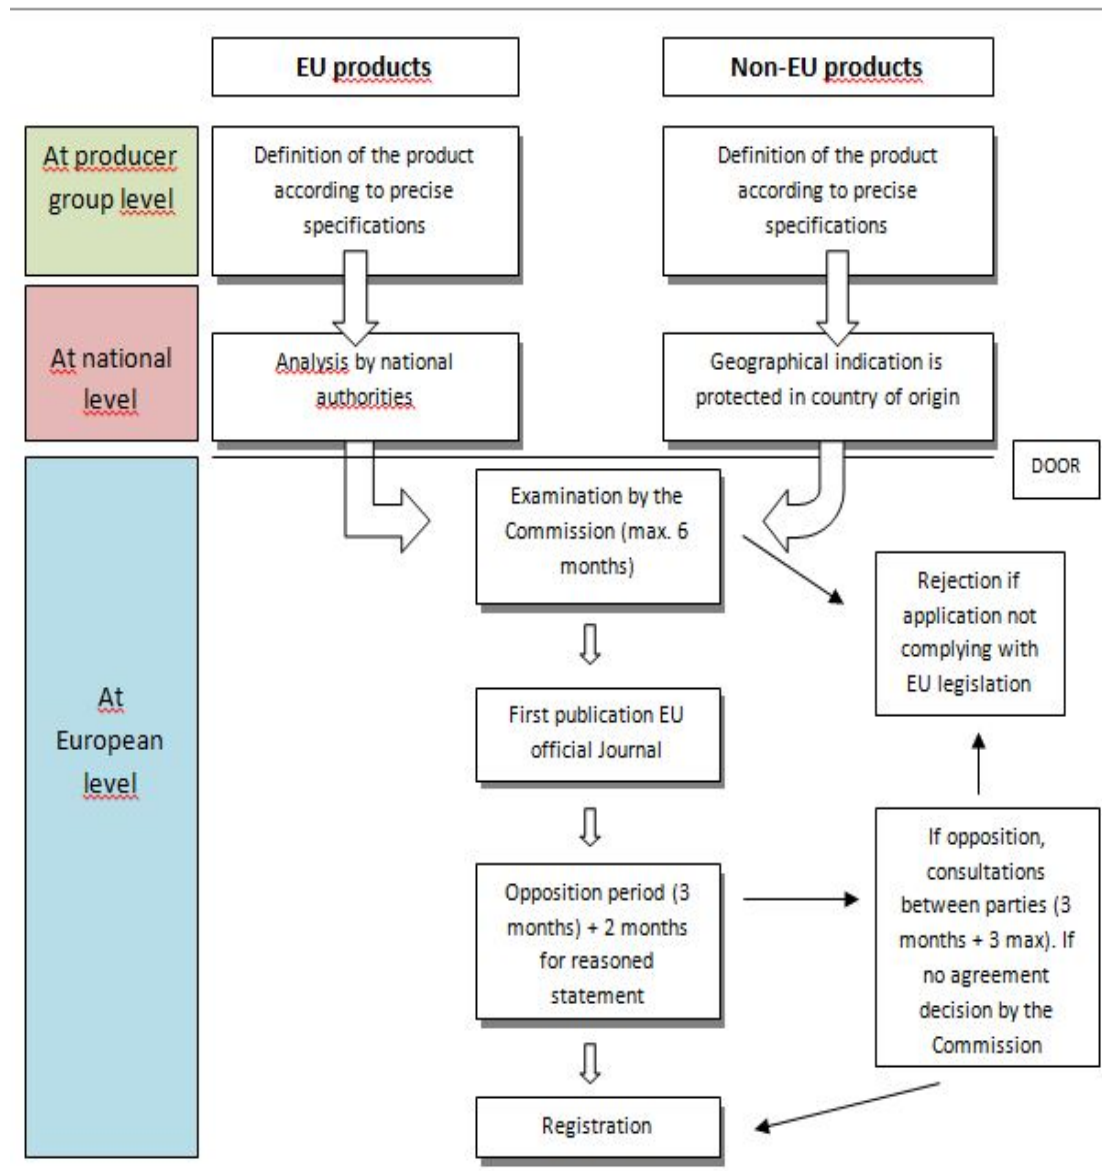 EU products
Non-EU products
At producer
group level
Definition of the product
according to precise
specifications
Definition of the product
according to precise
specifications
At national
level
Analysis by national
authorities
Geographical indication is
protected in country of origin
DOOR
At
European
level
Examination by the
Commission (max. 6
months)
Rejection if
application not
complying with
EU legislation
First publication EU
official Journal
Opposition period (3
months) + 2 months
for reasoned
statement
If opposition,
consultations
between parties (3
months + 3 max). If
no agreement
decision by the
Commission
Registration